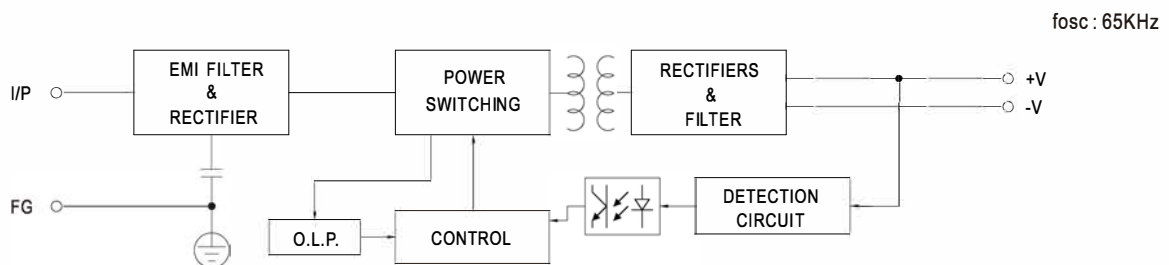 fosc : 65KHz
I/P
EMI FILTER
&
RECTIFIER
POWER
SWITCHING
RECTIFIERS
&
FILTER
+V
-V
FG
O.L.P.
CONTROL
DETECTION
CIRCUIT